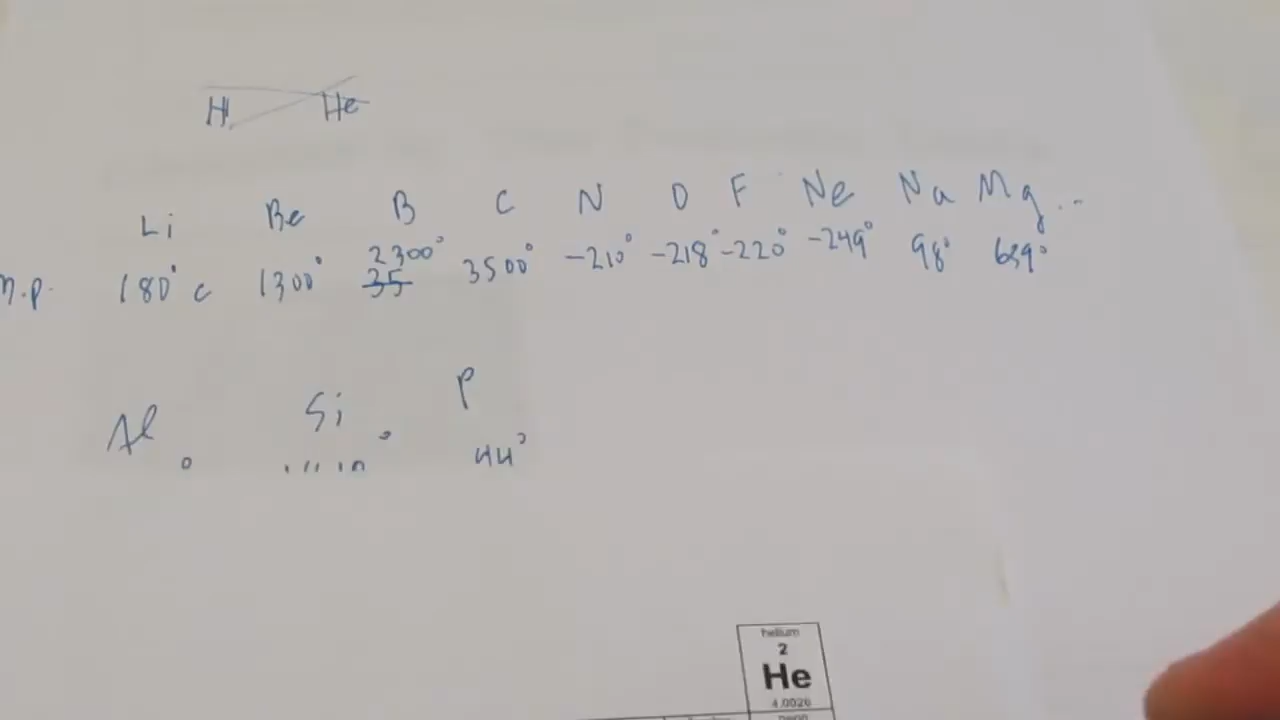 H He
Li Be B C N O F Ne Na Mg ..
m.p. 180°c 1300° 35 2300° 3500° -210° -218° -220° -249° 98° 639°
Al Si P
44°
helium
2
He
4.0026
neon